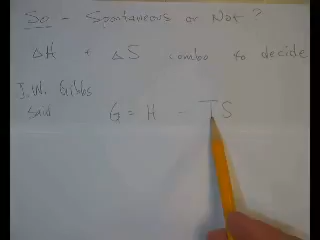 So - Spontaneous or Not?
ΔH + ΔS combo to decide
J.W. Gibbs
said G = H - TS